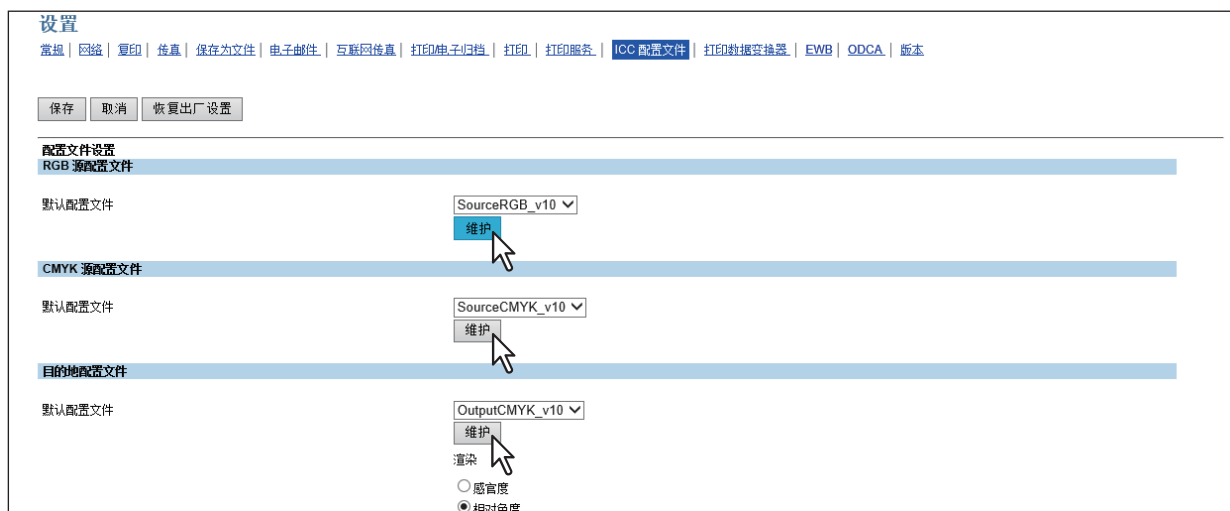 设置
常规 | 网络 | 复印 | 传真 | 保存为文件 | 电子邮件 | 互联网传真 | 打印/电子归档 | 打印 | 打印服务 | ICC 配置文件 | 打印数据变换器 | EWB | ODCA | 版本
保存 取消 恢复出厂设置
配置文件设置
RGB 源配置文件
默认配置文件 SourceRGB_v10
维护
CMYK 源配置文件
默认配置文件 SourceCMYK_v10
维护
目的地配置文件
默认配置文件 OutputCMYK_v10
维护
渲染
感官度
相对色度